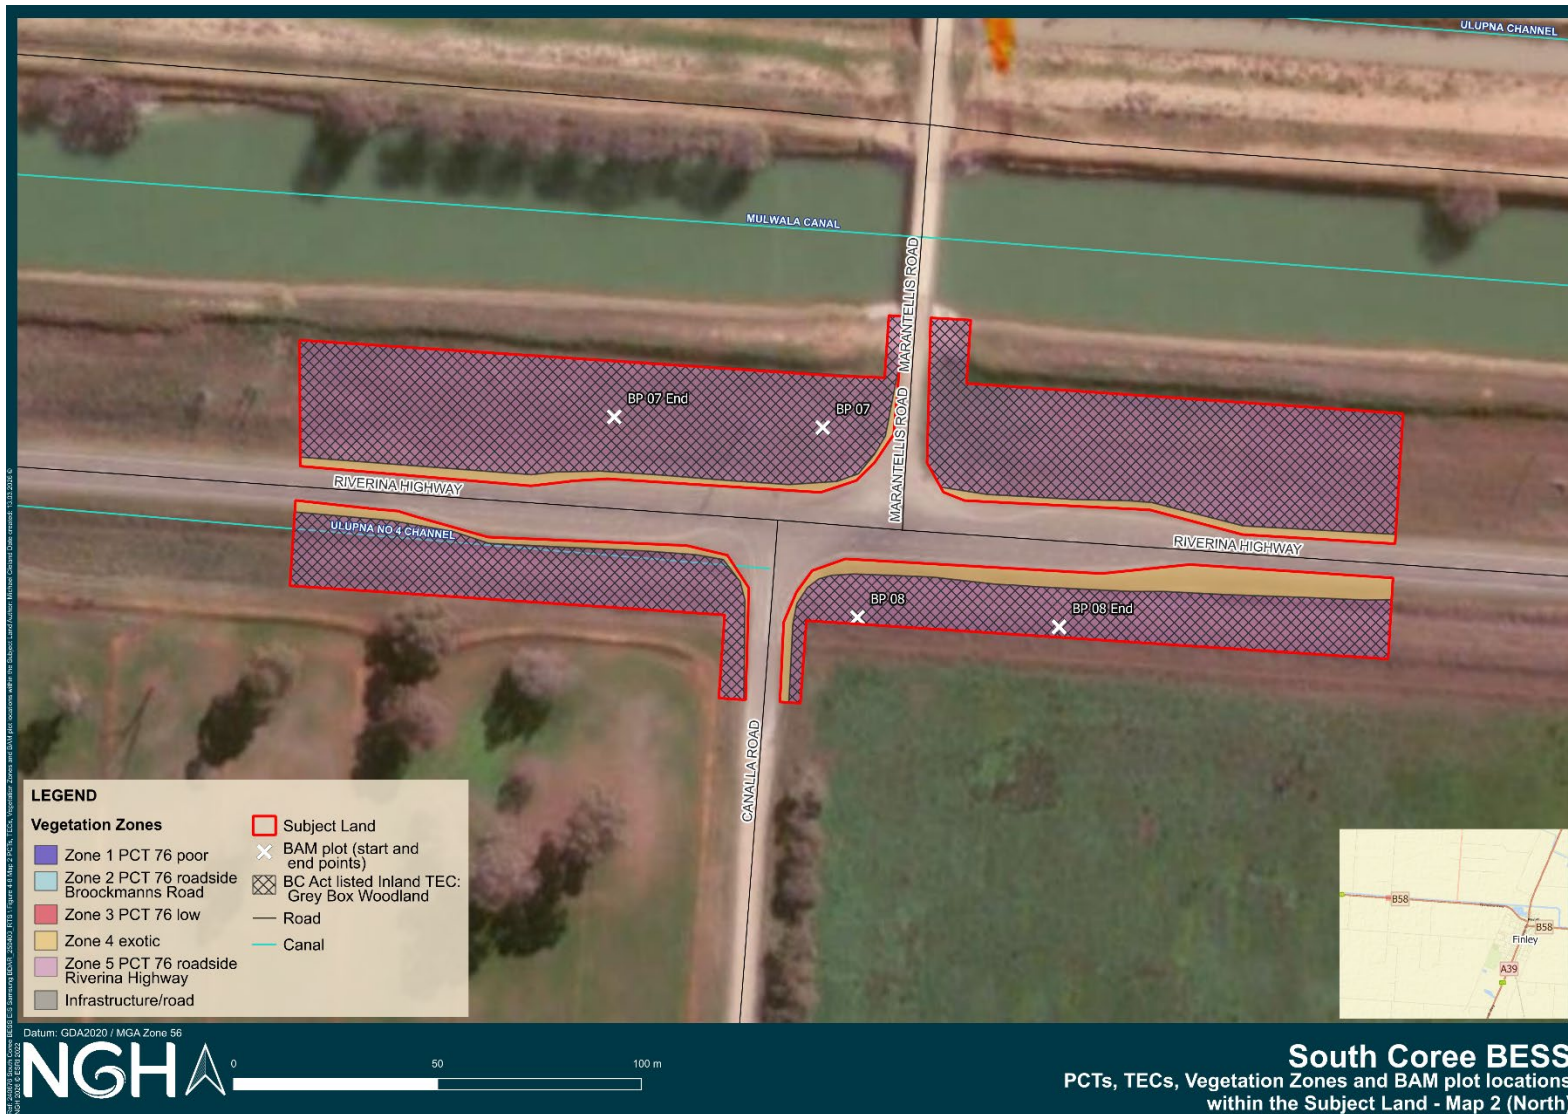 ULUPNA CHANNEL
MULWALA CANAL
MARANTELLIS ROAD
MARANTELLIS ROAD
BP 07 End
BP 07
RIVERINA HIGHWAY
ULUPNA NO 4 CHANNEL
RIVERINA HIGHWAY
BP 08
BP 08 End
CANALLA ROAD
LEGEND
Vegetation Zones
Zone 1 PCT 76 poor
Zone 2 PCT 76 roadside
Broockmanns Road
Zone 3 PCT 76 low
Zone 4 exotic
Zone 5 PCT 76 roadside
Riverina Highway
Infrastructure/road
Subject Land
BAM plot (start and
end points)
BC Act listed Inland TEC:
Grey Box Woodland
Road
Canal
B58
B58
Finley
A39
Datum: GDA2020 / MGA Zone 56
NGH
0 50 100 m
South Coree BESS
PCTs, TECs, Vegetation Zones and BAM plot locations
within the Subject Land - Map 2 (North